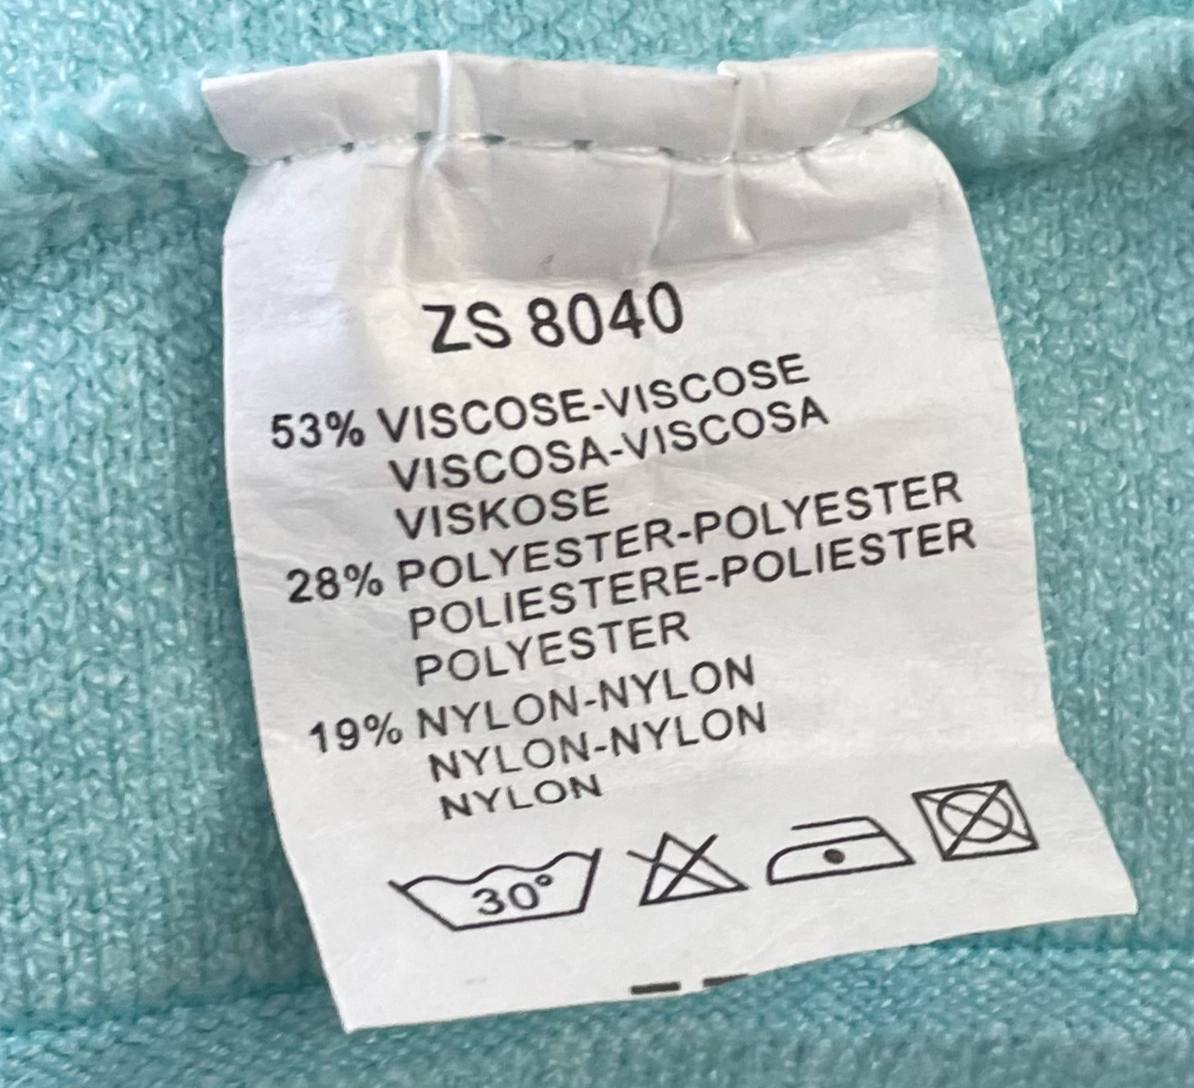 ZS 8040
53% VISCOSE-VISCOSE
VISCOSA-VISCOSA
VISKOSE
28% POLYESTER-POLYESTER
POLIESTERE-POLIESTER
POLYESTER
19% NYLON-NYLON
NYLON-NYLON
NYLON
30°